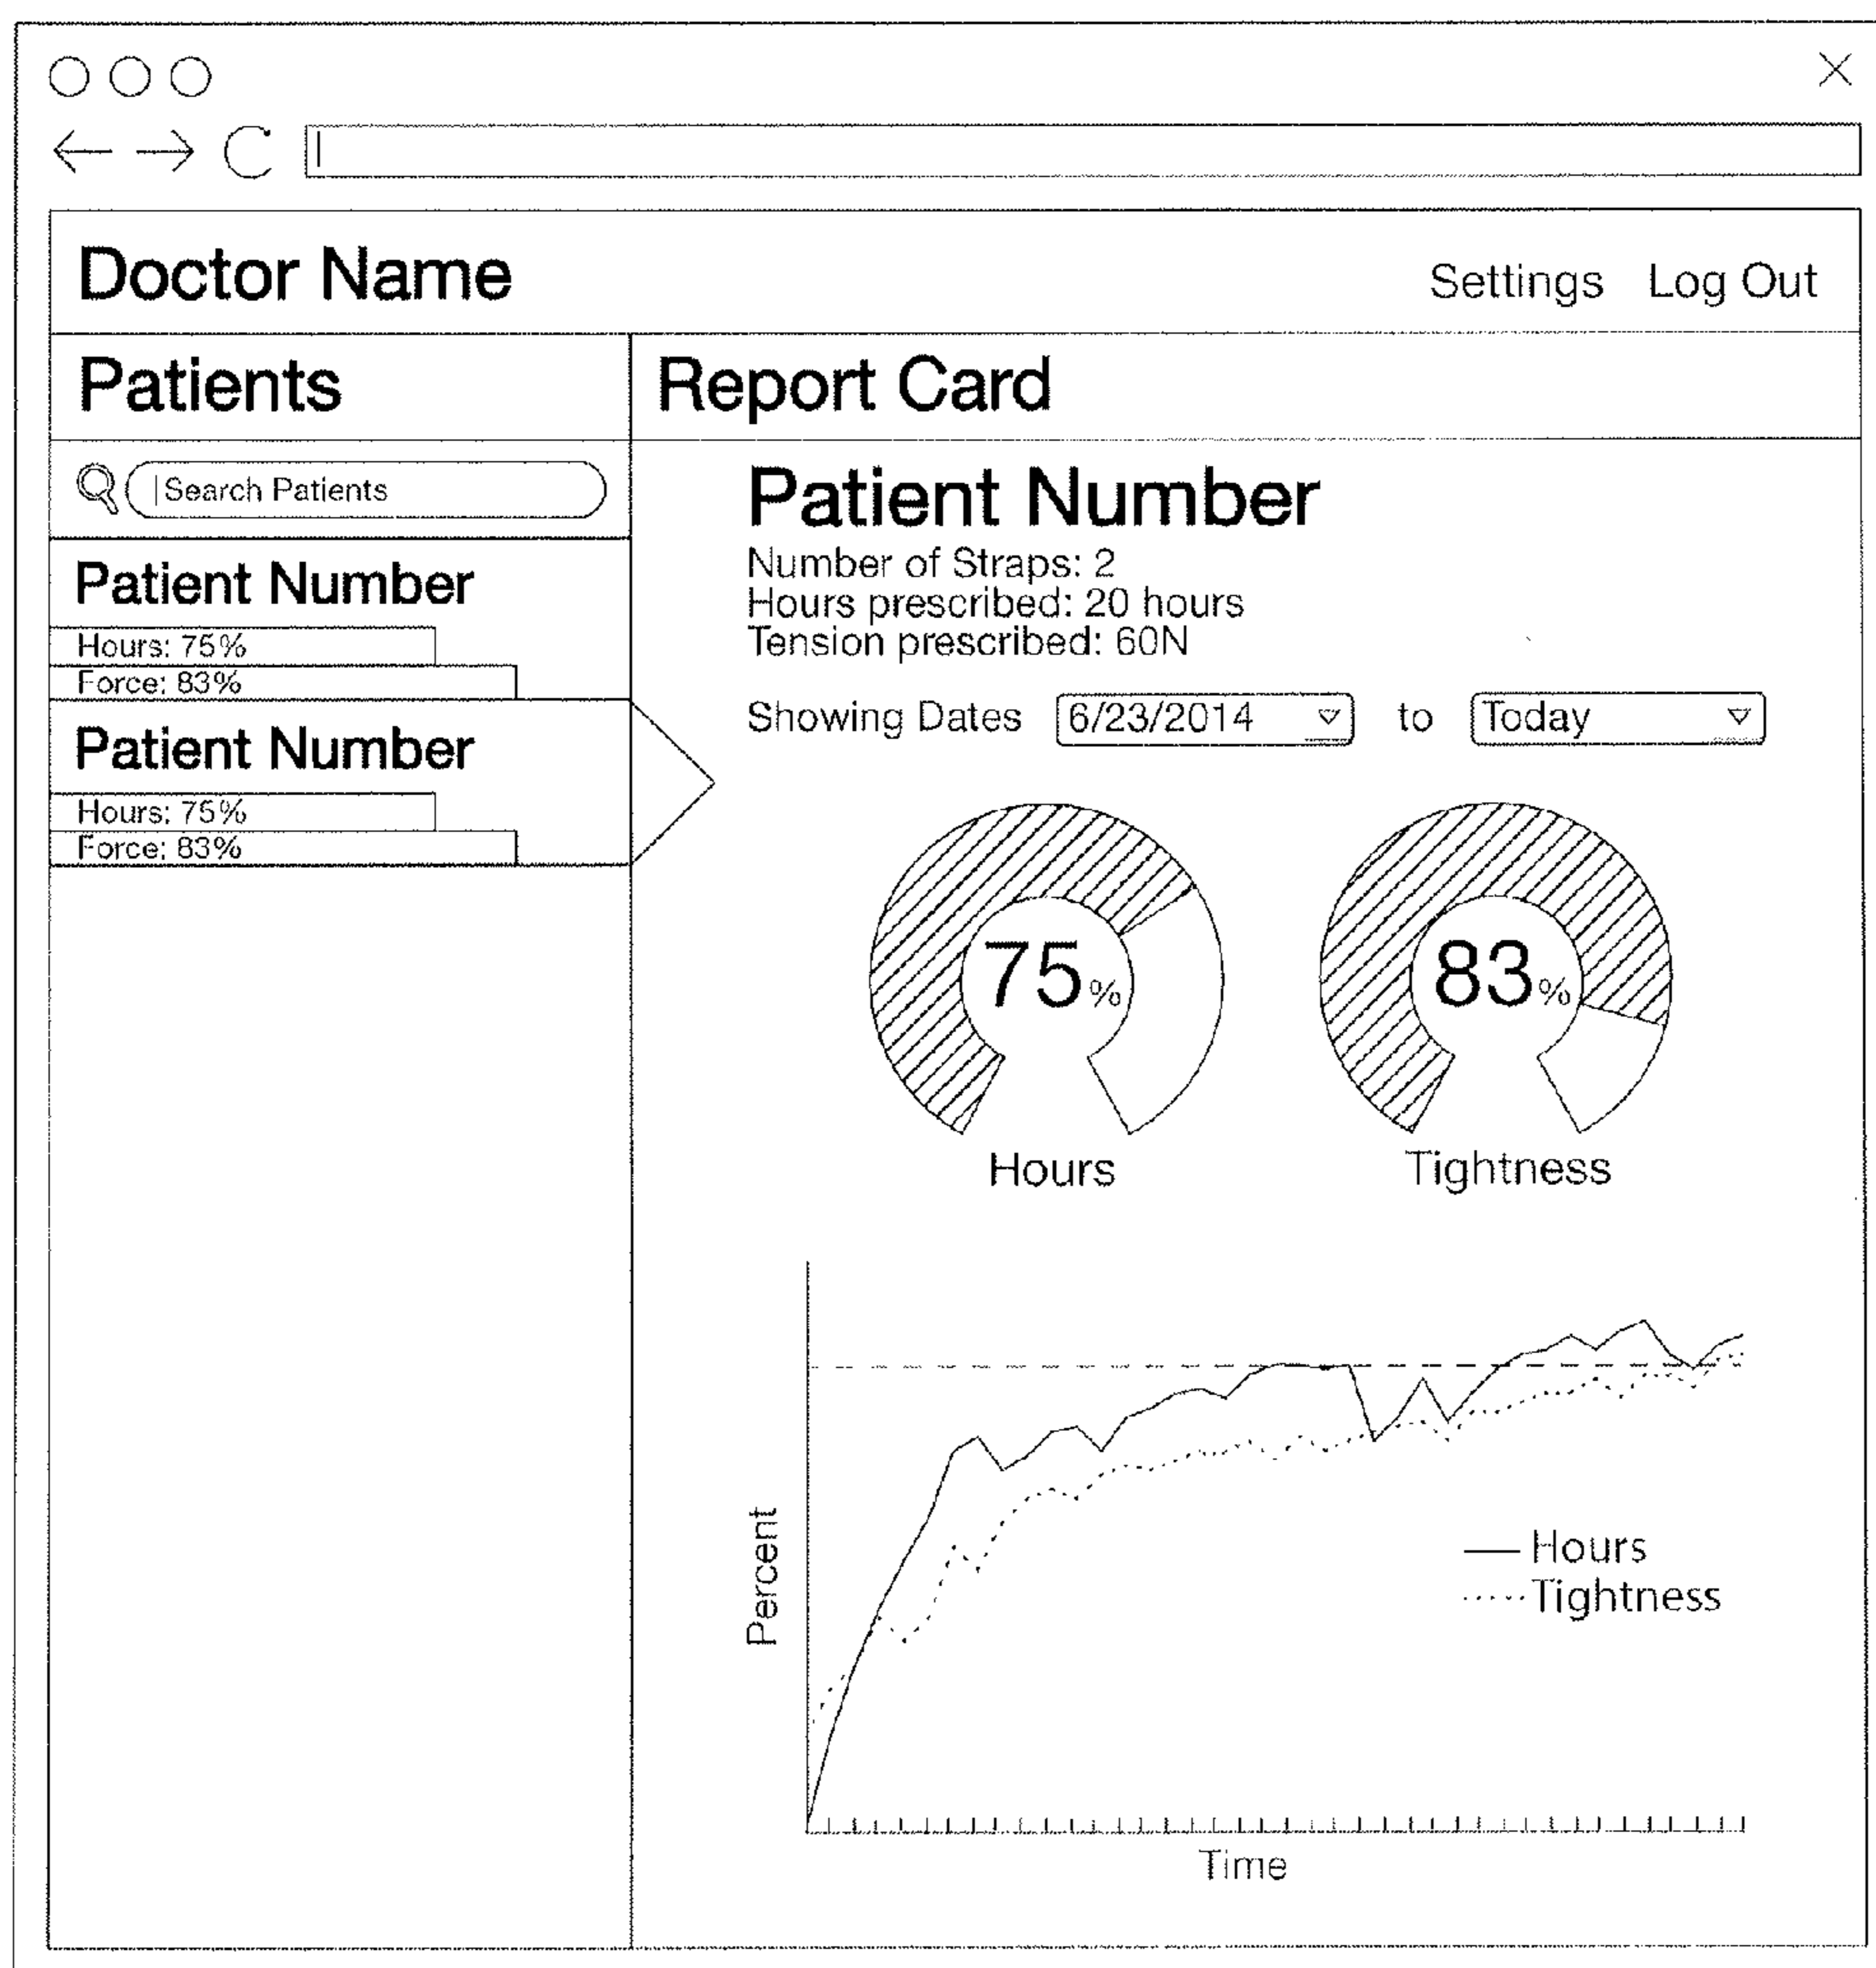 Doctor Name
Settings Log Out
Patients
Report Card
Search Patients
Patient Number
Hours: 75%
Force: 83%
Patient Number
Hours: 75%
Force: 83%
Patient Number
Number of Straps: 2
Hours prescribed: 20 hours
Tension prescribed: 60N
Showing Dates 6/23/2014 to Today
75%
Hours
83%
Tightness
Percent
Hours
Tightness
Time